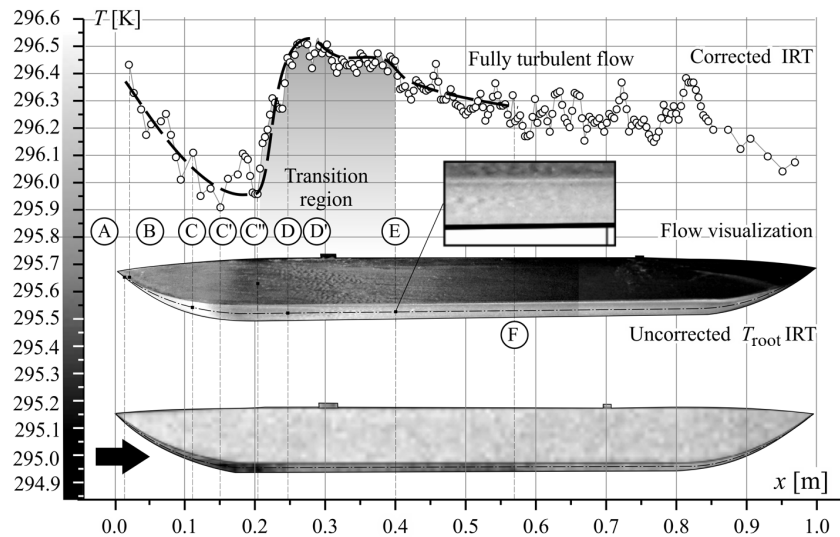 T [K]
296.6
296.5
296.4
296.3
296.2
296.1
296.0
295.9
295.8
295.7
295.6
295.5
295.4
295.3
295.2
295.1
295.0
294.9
Fully turbulent flow
Corrected IRT
Transition
region
A B C C' C" D D' E
Flow visualization
F
Uncorrected Troot IRT
x [m]
0.0 0.1 0.2 0.3 0.4 0.5 0.6 0.7 0.8 0.9 1.0